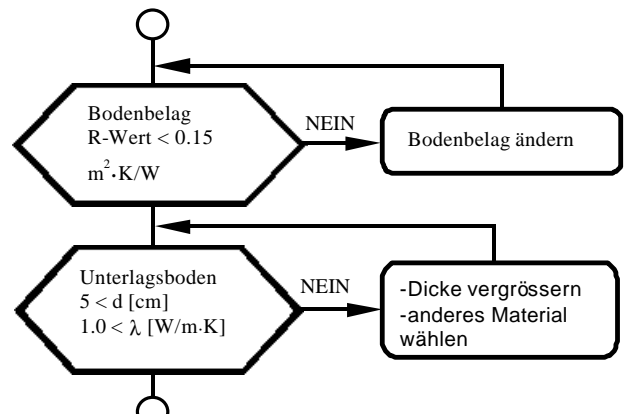 Bodenbelag
R-Wert < 0.15
m²·K/W
NEIN
Bodenbelag ändern
Unterlagsboden
5 < d [cm]
1.0 < λ [W/m·K]
NEIN
-Dicke vergrössern
-anderes Material
wählen